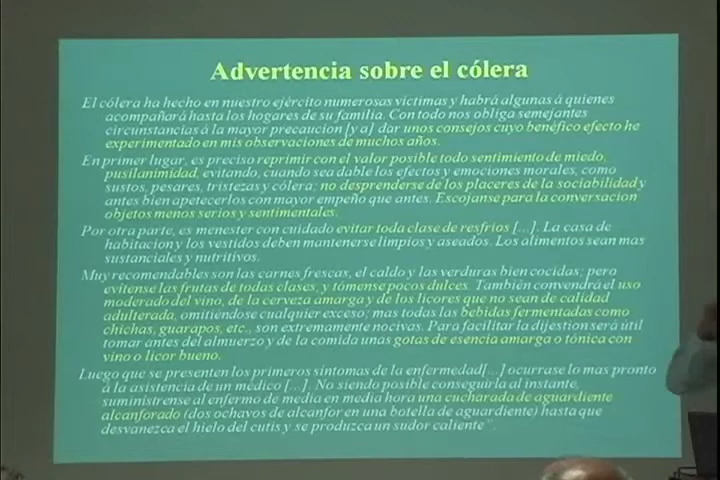 Advertencia sobre el cólera
El cólera ha hecho en nuestro ejército numerosas víctimas y habrá algunas á quienes
acompañará hasta los hogares de su familia. Con todo nos obliga semejantes
circunstancias á la mayor precaucion [y a] dar unos consejos cuyo benéfico efecto he
experimentado en mis observaciones de muchos años.
En primer lugar, es preciso reprimir con el valor posible todo sentimiento de miedo,
pusilanimidad, evitando, cuando sea dable los efectos y emociones morales, como
sustos, pesares, tristezas y cólera; no desprenderse de los placeres de la sociabilidad y
antes bien apetecerlos con mayor empeño que antes. Escojanse para la conversacion
objetos menos serios y sentimentales.
Por otra parte, es menester con cuidado evitar toda clase de resfrios [...]. La casa de
habitacion y los vestidos deben mantenerse limpios y aseados. Los alimentos sean mas
sustanciales y nutritivos.
Muy recomendables son las carnes frescas, el caldo y las verduras bien cocidas; pero
evitense las frutas de todas clases, y tómense pocos dulces. También convendrá el uso
moderado del vino, de la cerveza amarga y de los licores que no sean de calidad
adulterada, omitiéndose cualquier exceso; mas todas las bebidas fermentadas como
chichas, guarapos, etc., son extremamente nocivas. Para facilitar la dijestion será útil
tomar antes del almuerzo y de la comida unas gotas de esencia amarga o tónica con
vino o licor bueno.
Luego que se presenten los primeros síntomas de la enfermedad[...] ocurrase lo mas pronto
á la asistencia de un médico [...]. No siendo posible conseguirla al instante,
suminístrense al enfermo de media en media hora una cucharada de aguardiente
alcanforado (dos ochavos de alcanfor en una botella de aguardiente) hasta que
desvanezca el hielo del cutis y se produzca un sudor caliente".